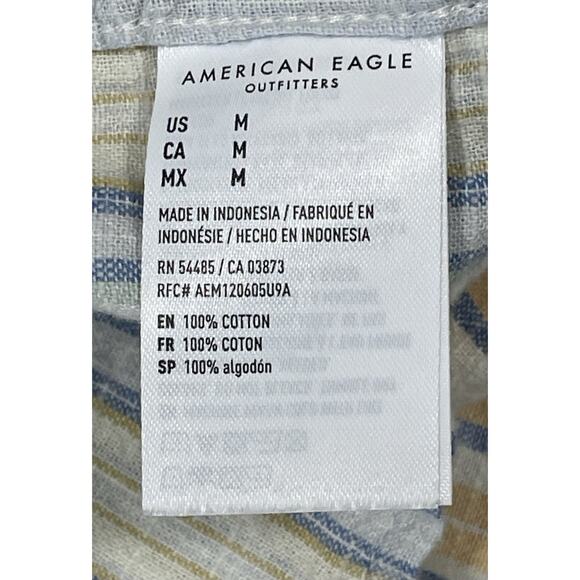 AMERICAN EAGLE
OUTFITTERS
US M
CA M
MX M
MADE IN INDONESIA / FABRIQUÉ EN
INDONÉSIE / HECHO EN INDONESIA
RN 54485 / CA 03873
RFC# AEM120605U9A
EN 100% COTTON
FR 100% COTON
SP 100% algodón